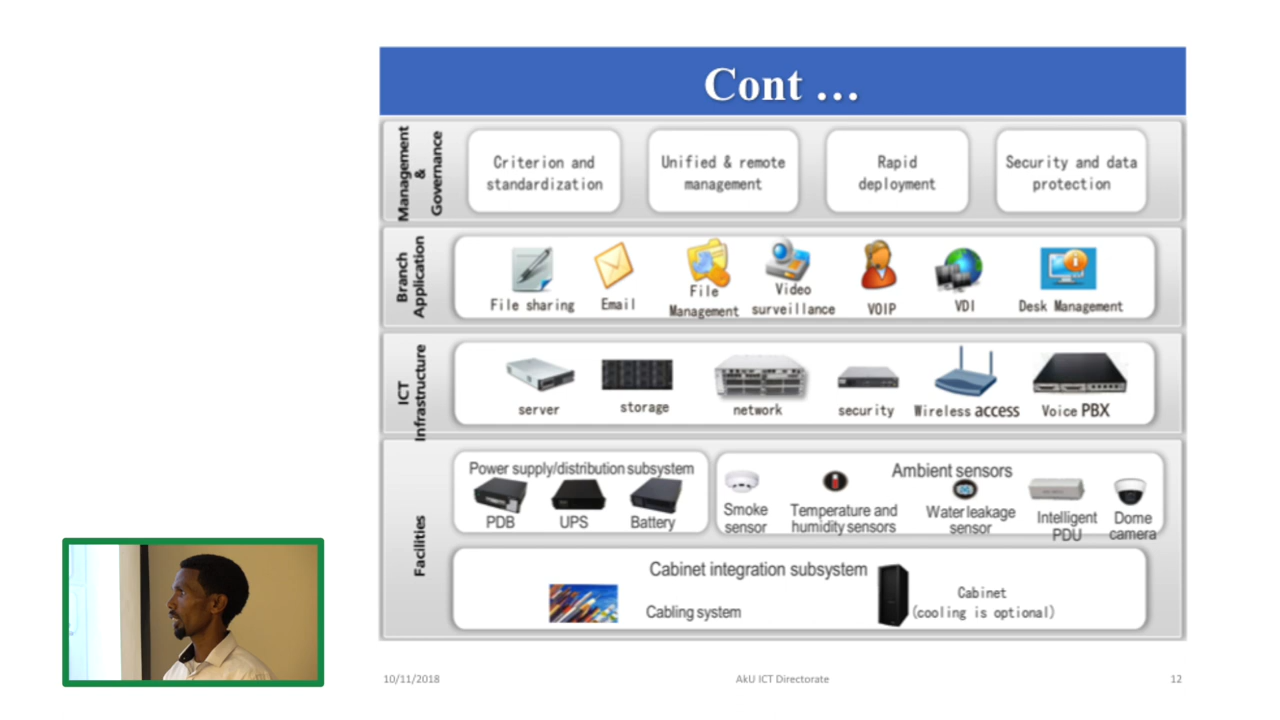 Cont ...
Management
&
Governance
Criterion and
standardization
Unified & remote
management
Rapid
deployment
Security and data
protection
Branch
Application
File sharing
Email
File
Management
Video
surveillance
VOIP
VDI
Desk Management
ICT
Infrastructure
server
storage
network
security
Wireless access
Voice PBX
Facilities
Power supply/distribution subsystem
PDB
UPS
Battery
Ambient sensors
Smoke
sensor
Temperature and
humidity sensors
Water leakage
sensor
Intelligent
PDU
Dome
camera
Cabinet integration subsystem
Cabling system
Cabinet
(cooling is optional)
10/11/2018
AkU ICT Directorate
12